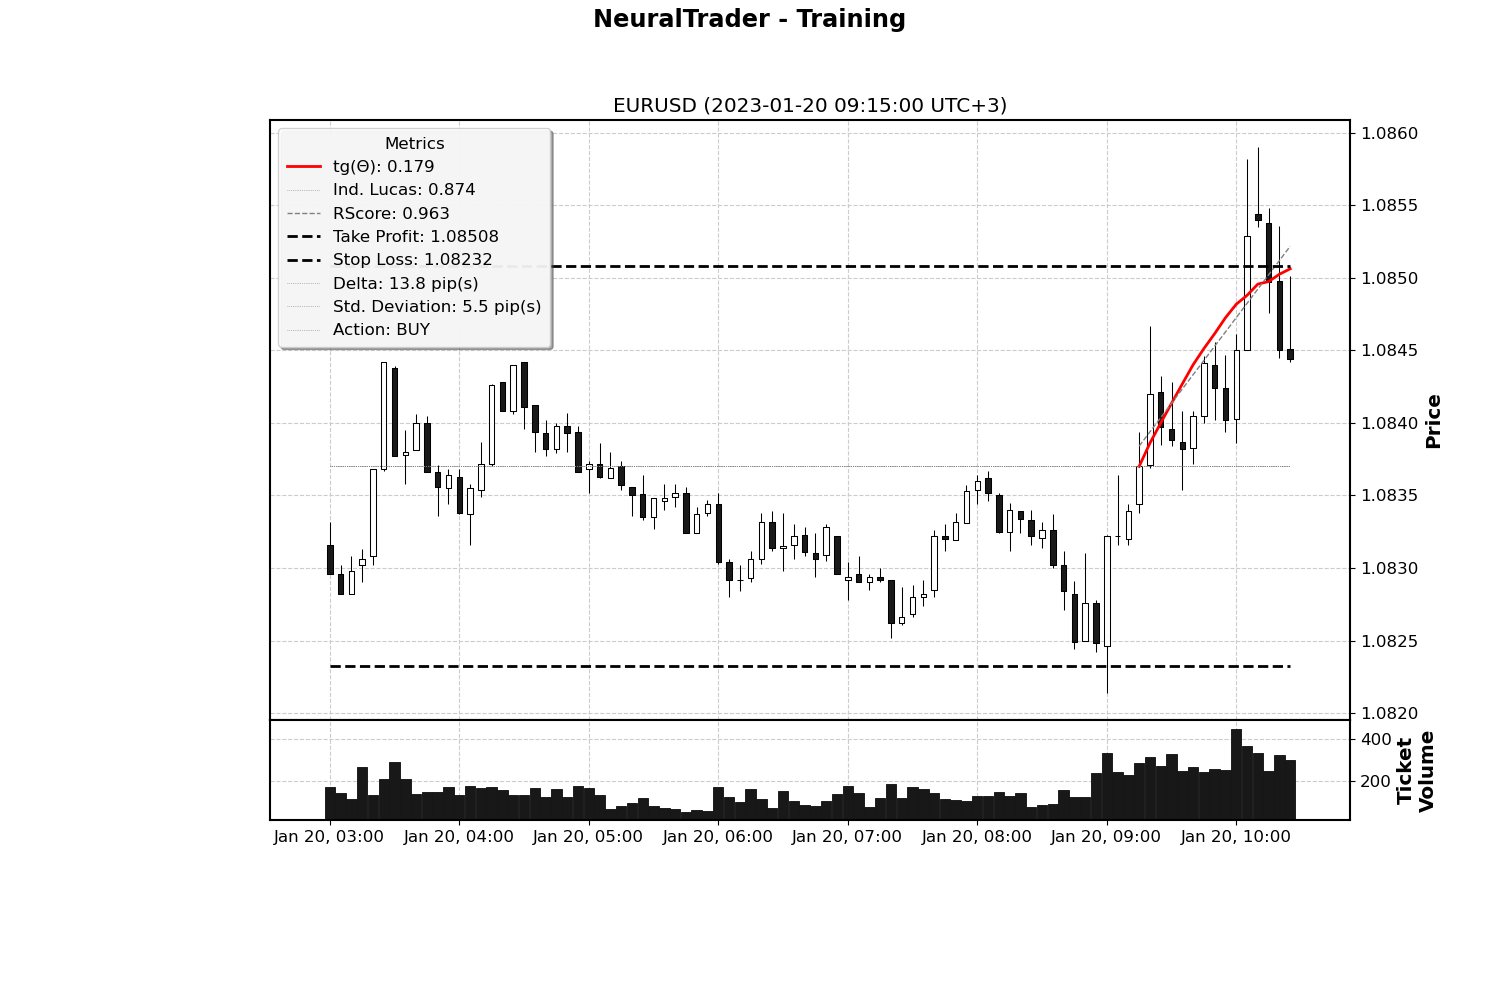 NeuralTrader - Training
EURUSD (2023-01-20 09:15:00 UTC+3)
Metrics
tg(Θ): 0.179
Ind. Lucas: 0.874
RScore: 0.963
Take Profit: 1.08508
Stop Loss: 1.08232
Delta: 13.8 pip(s)
Std. Deviation: 5.5 pip(s)
Action: BUY
1.0860
1.0855
1.0850
1.0845
1.0840
1.0835
1.0830
1.0825
1.0820
Price
400
200
Ticket
Volume
Jan 20, 03:00 Jan 20, 04:00 Jan 20, 05:00 Jan 20, 06:00 Jan 20, 07:00 Jan 20, 08:00 Jan 20, 09:00 Jan 20, 10:00